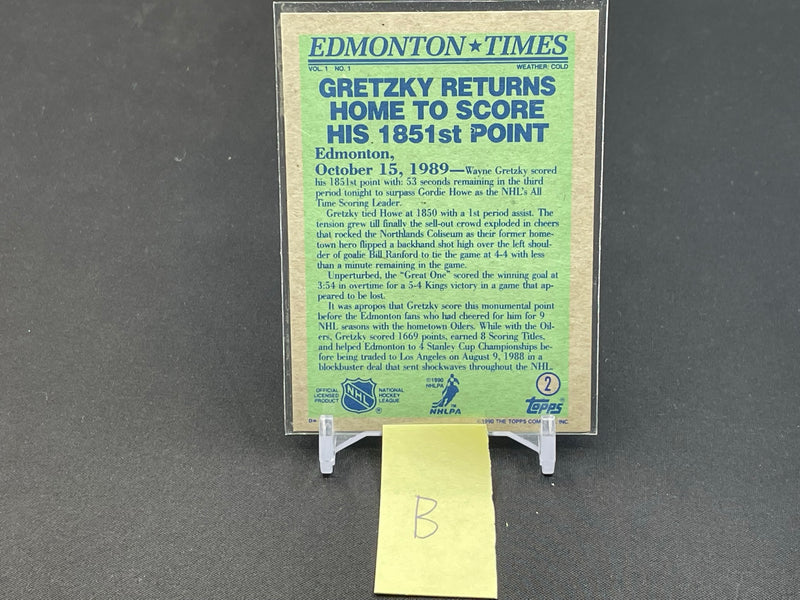 EDMONTON★TIMES
VOL. 1 NO. 1 WEATHER: COLD
GRETZKY RETURNS
HOME TO SCORE
HIS 1851st POINT
Edmonton,
October 15, 1989—Wayne Gretzky scored
his 1851st point with: 53 seconds remaining in the third
period tonight to surpass Gordie Howe as the NHL's All
Time Scoring Leader.
Gretzky tied Howe at 1850 with a 1st period assist. The
tension grew till finally the sell-out crowd exploded in cheers
that rocked the Northlands Coliseum as their former home-
town hero flipped a backhand shot high over the left shoul-
der of goalie Bill Ranford to tie the game at 4-4 with less
than a minute remaining in the game.
Unperturbed, the "Great One" scored the winning goal at
3:54 in overtime for a 5-4 Kings victory in a game that ap-
peared to be lost.
It was apropos that Gretzky score this monumental point
before the Edmonton fans who had cheered for him for 9
NHL seasons with the hometown Oilers. While with the Oil-
ers, Gretzky scored 1669 points, earned 8 Scoring Titles,
and helped Edmonton to 4 Stanley Cup Championships be-
fore being traded to Los Angeles on August 9, 1988 in a
blockbuster deal that sent shockwaves throughout the NHL.
OFFICIAL
LICENSED
PRODUCT
NHL
®
NATIONAL
HOCKEY
LEAGUE
©1990
NHLPA
NHLPA
2
TOPPS®
©1990 THE TOPPS COMPANY, INC.
B